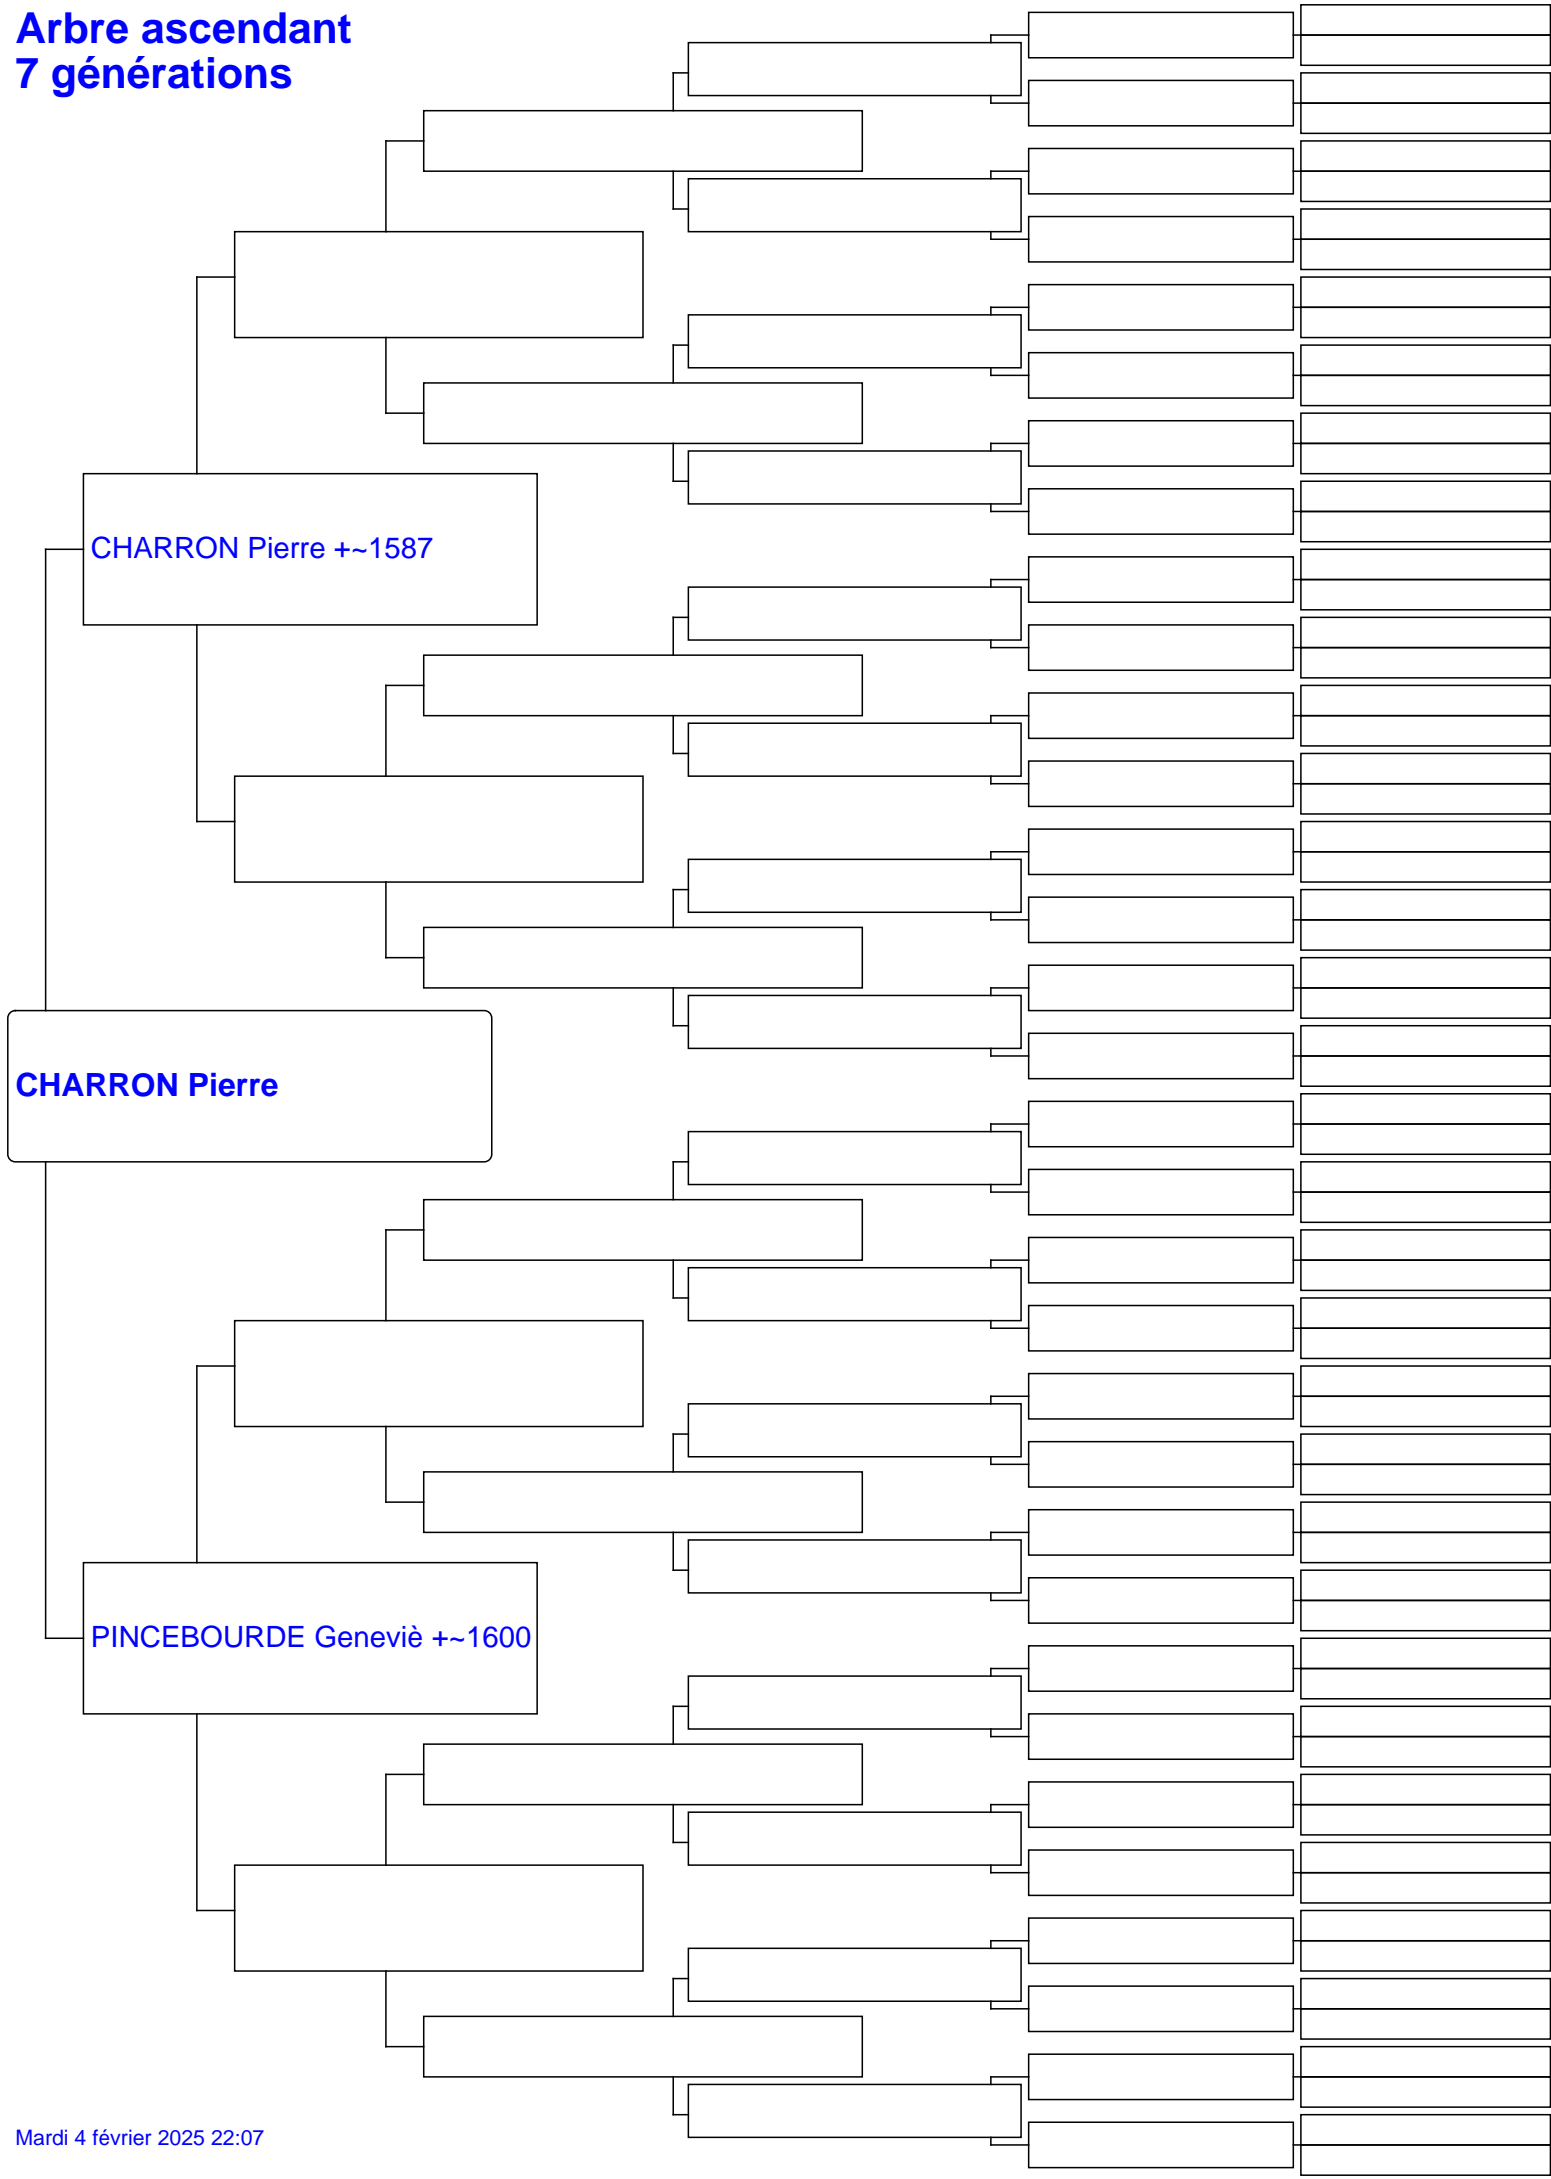 Arbre ascendant
7 générations
CHARRON Pierre +~1587
CHARRON Pierre
PINCEBOURDE Geneviè +~1600
Mardi 4 février 2025 22:07